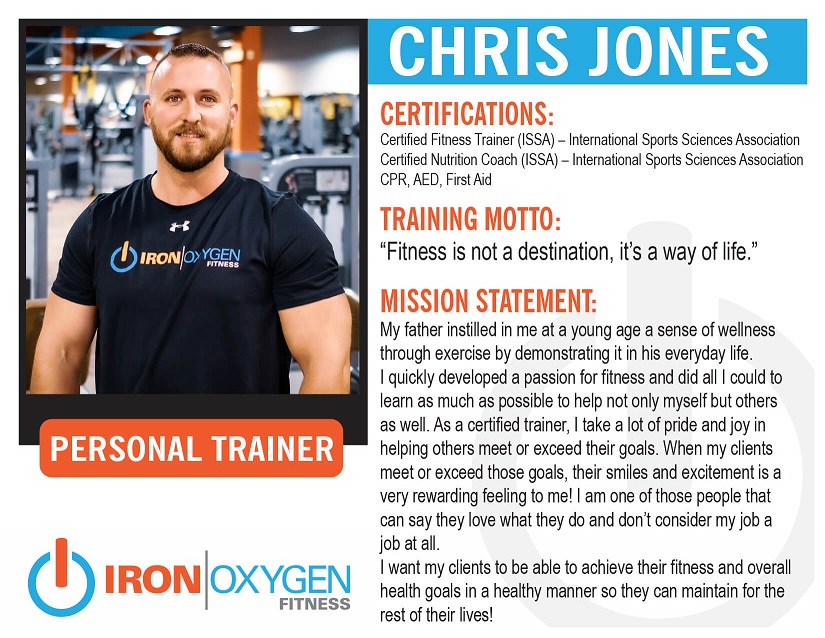 CHRIS JONES
CERTIFICATIONS:
Certified Fitness Trainer (ISSA) – International Sports Sciences Association
Certified Nutrition Coach (ISSA) – International Sports Sciences Association
CPR, AED, First Aid
TRAINING MOTTO:
“Fitness is not a destination, it’s a way of life.”
MISSION STATEMENT:
My father instilled in me at a young age a sense of wellness
through exercise by demonstrating it in his everyday life.
I quickly developed a passion for fitness and did all I could to
learn as much as possible to help not only myself but others
as well. As a certified trainer, I take a lot of pride and joy in
helping others meet or exceed their goals. When my clients
meet or exceed those goals, their smiles and excitement is a
very rewarding feeling to me! I am one of those people that
can say they love what they do and don’t consider my job a
job at all.
I want my clients to be able to achieve their fitness and overall
health goals in a healthy manner so they can maintain for the
rest of their lives!
IRON|OXYGEN
FITNESS
PERSONAL TRAINER
IRON|OXYGEN
FITNESS